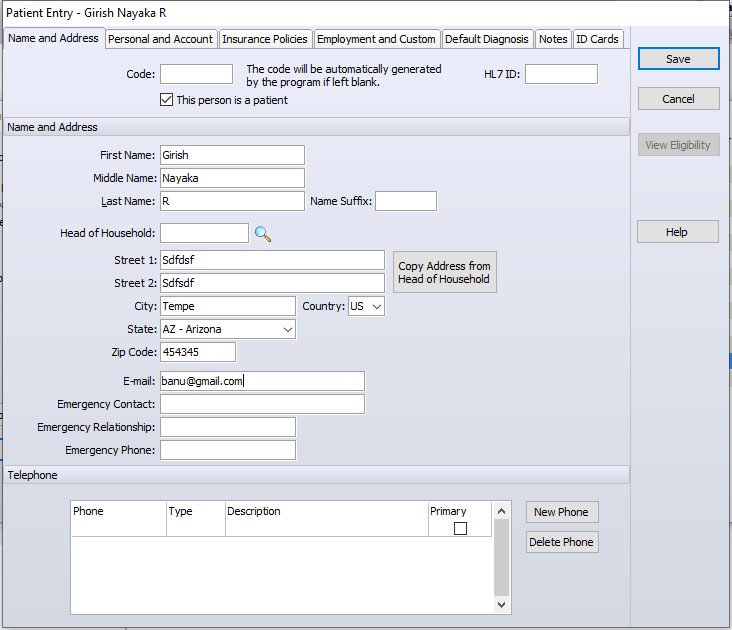 Patient Entry - Girish Nayaka R
Name and Address Personal and Account Insurance Policies Employment and Custom Default Diagnosis Notes ID Cards
Save
Code: The code will be automatically generated HL7 ID:
by the program if left blank.
This person is a patient
Cancel
Name and Address
View Eligibility
First Name: Girish
Middle Name: Nayaka
Last Name: R Name Suffix:
Head of Household:
Help
Street 1: Sdfdsf
Copy Address from
Head of Household
Street 2: Sdfsdf
City: Tempe Country: US
State: AZ - Arizona
Zip Code: 454345
E-mail: banu@gmail.com
Emergency Contact:
Emergency Relationship:
Emergency Phone:
Telephone
Phone Type Description Primary
New Phone
Delete Phone